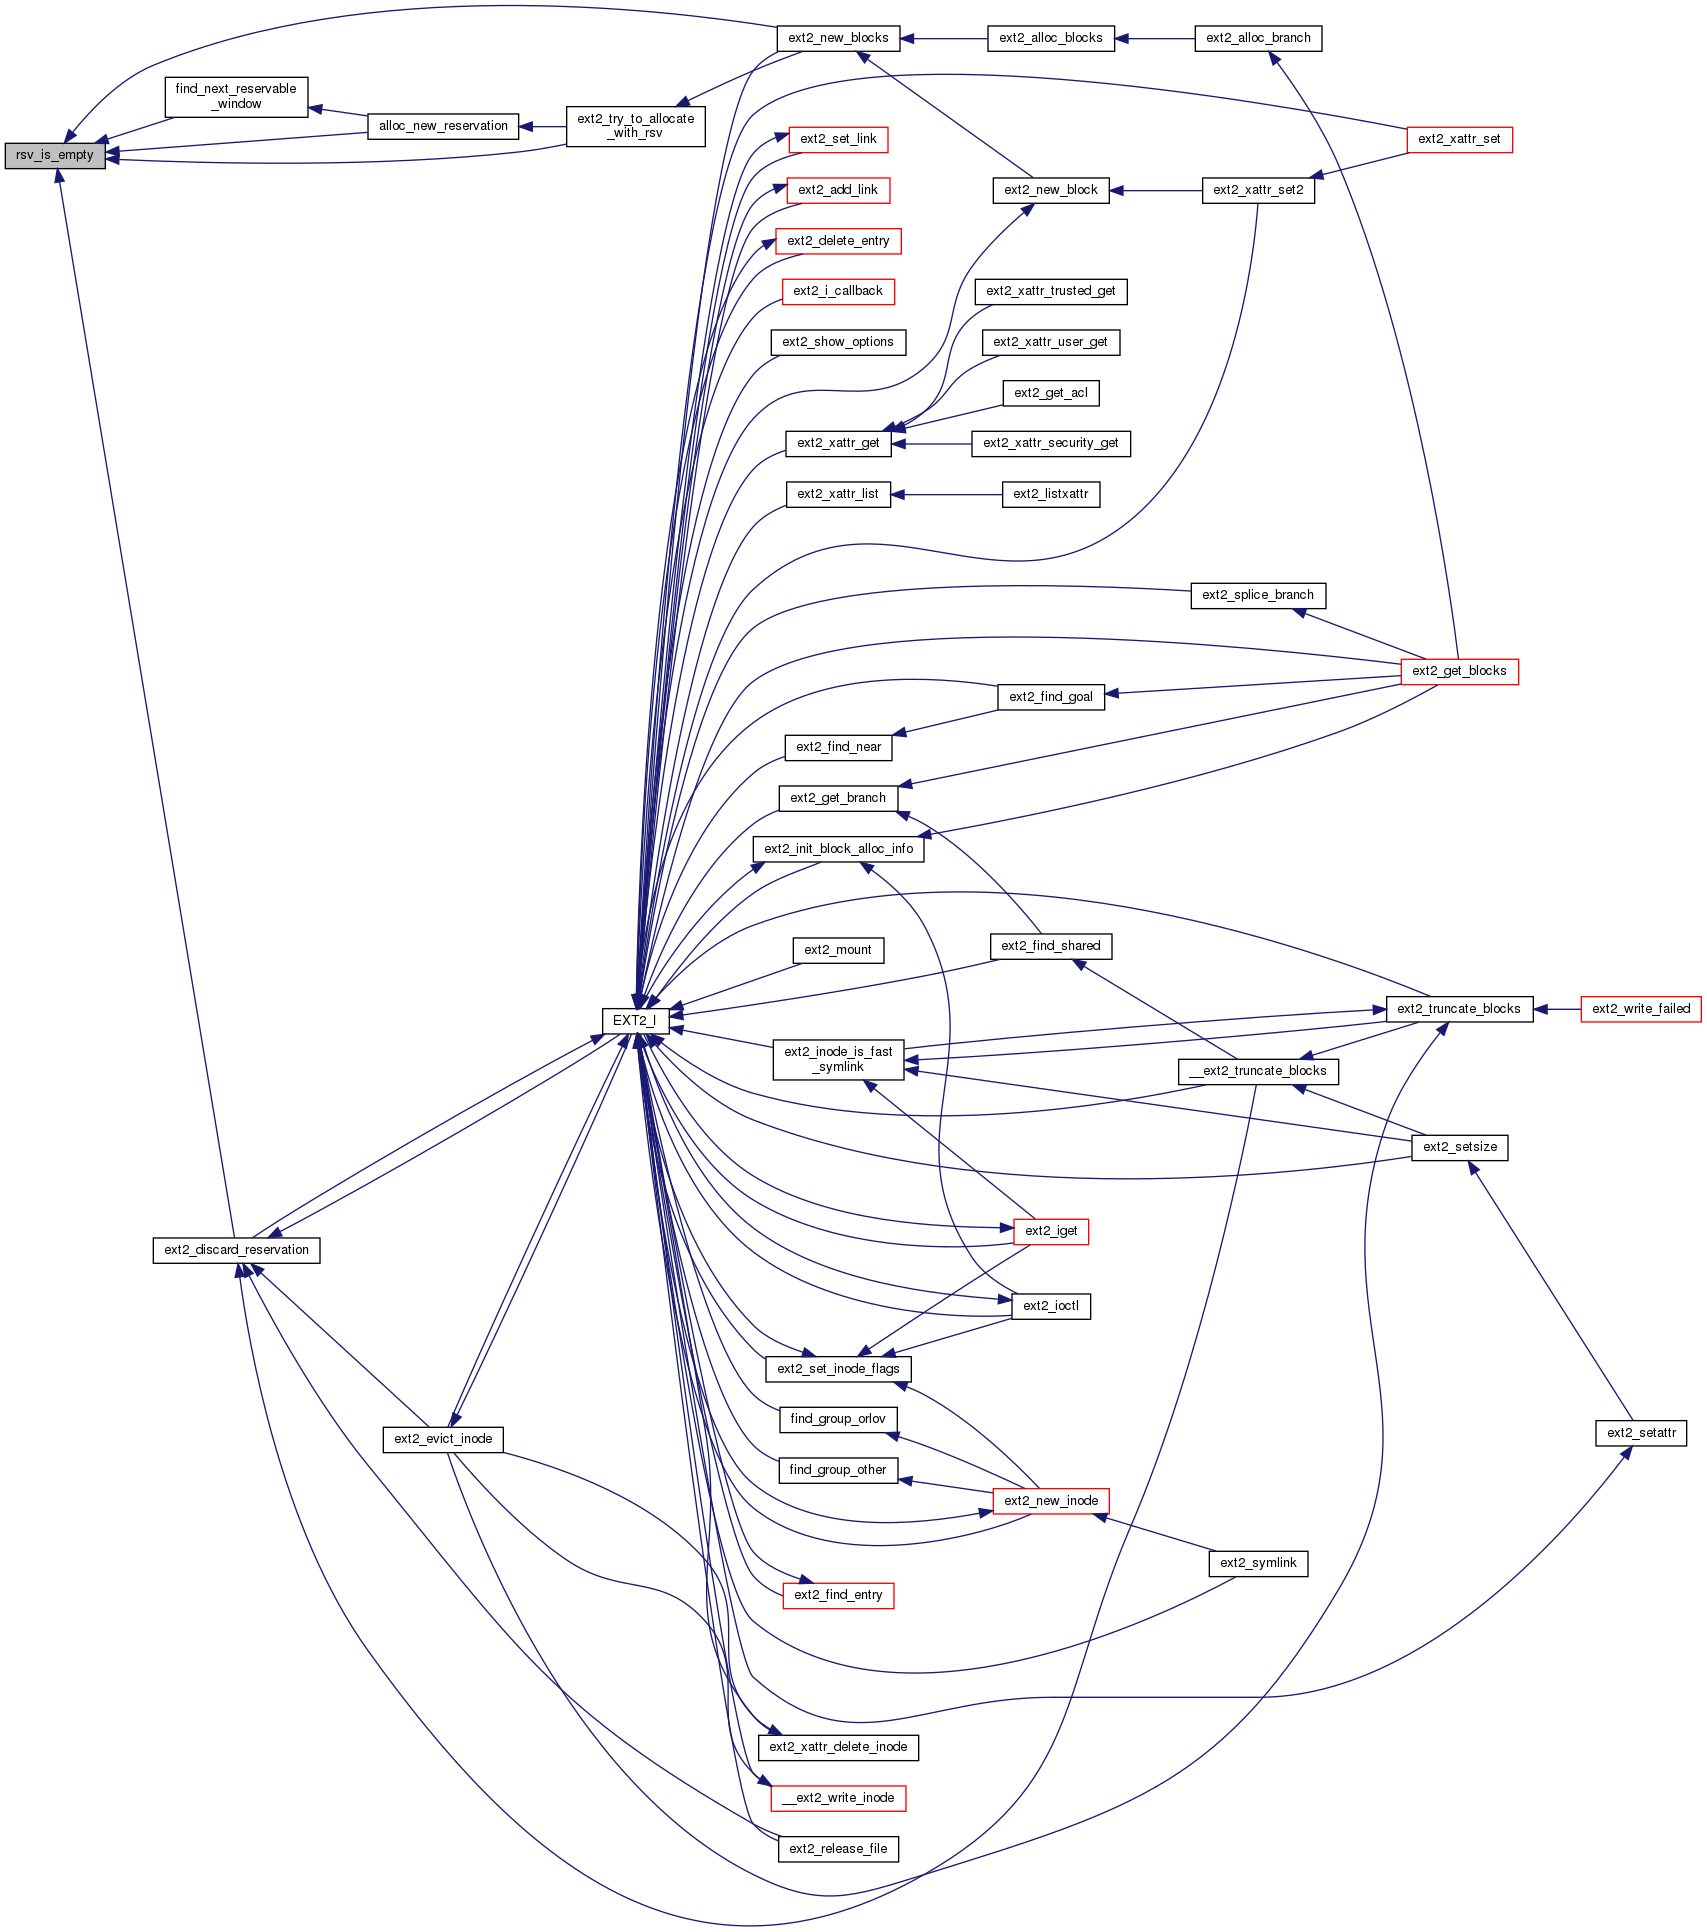 ext2_new_blocks
ext2_alloc_blocks
ext2_alloc_branch
find_next_reservable
_window
alloc_new_reservation
ext2_try_to_allocate
_with_rsv
rsv_is_empty
ext2_set_link
ext2_xattr_set
ext2_add_link
ext2_new_block
ext2_xattr_set2
ext2_delete_entry
ext2_i_callback
ext2_xattr_trusted_get
ext2_show_options
ext2_xattr_user_get
ext2_get_acl
ext2_xattr_get
ext2_xattr_security_get
ext2_xattr_list
ext2_listxattr
ext2_splice_branch
ext2_get_blocks
ext2_find_goal
ext2_find_near
ext2_get_branch
ext2_init_block_alloc_info
ext2_mount
ext2_find_shared
EXT2_I
ext2_truncate_blocks
ext2_write_failed
ext2_inode_is_fast
_symlink
__ext2_truncate_blocks
ext2_setsize
ext2_iget
ext2_discard_reservation
ext2_ioctl
ext2_set_inode_flags
find_group_orlov
ext2_evict_inode
ext2_setattr
find_group_other
ext2_new_inode
ext2_symlink
ext2_find_entry
ext2_xattr_delete_inode
__ext2_write_inode
ext2_release_file